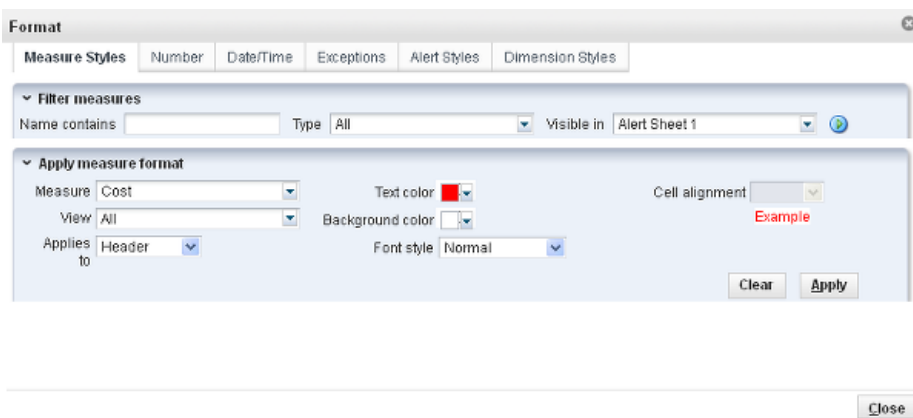 Format
Measure Styles Number Date/Time Exceptions Alert Styles Dimension Styles
Filter measures
Name contains Type All Visible in Alert Sheet 1
Apply measure format
Measure Cost Text color Cell alignment
View All Background color Example
Applies to Header Font style Normal
Clear Apply
Close